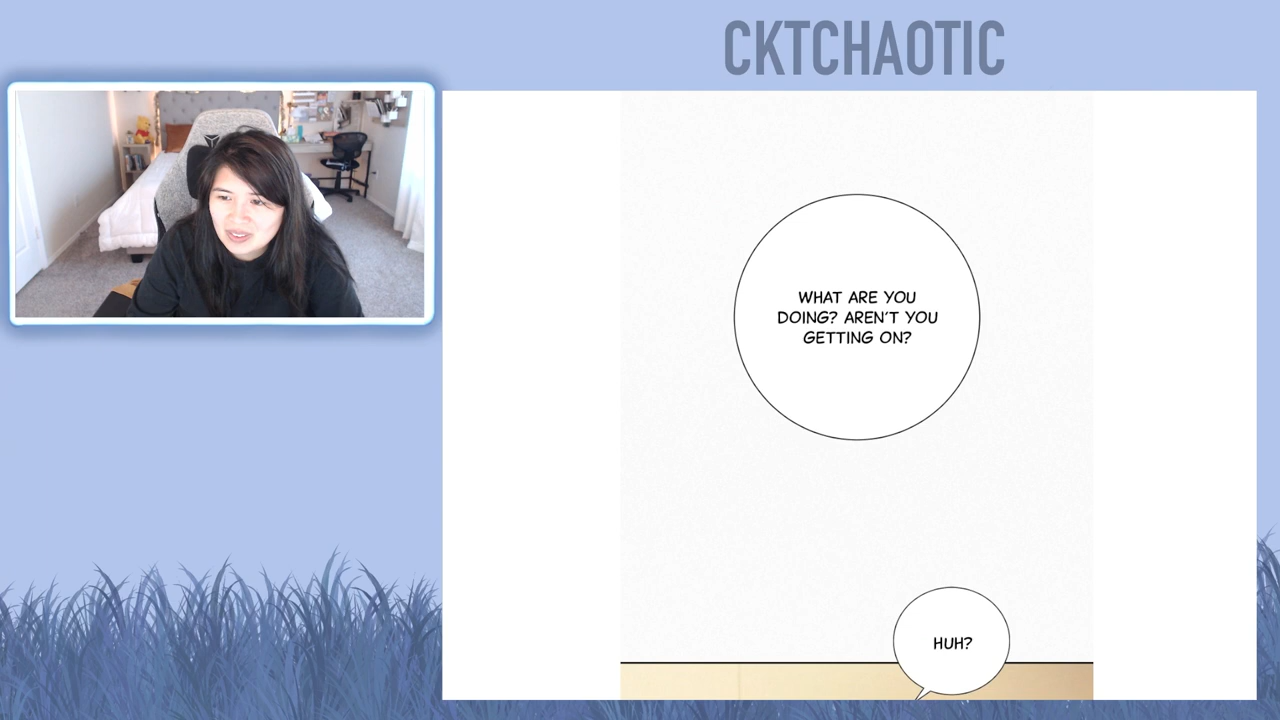 CKTCHAOTIC
WHAT ARE YOU
DOING? AREN'T YOU
GETTING ON?
HUH?